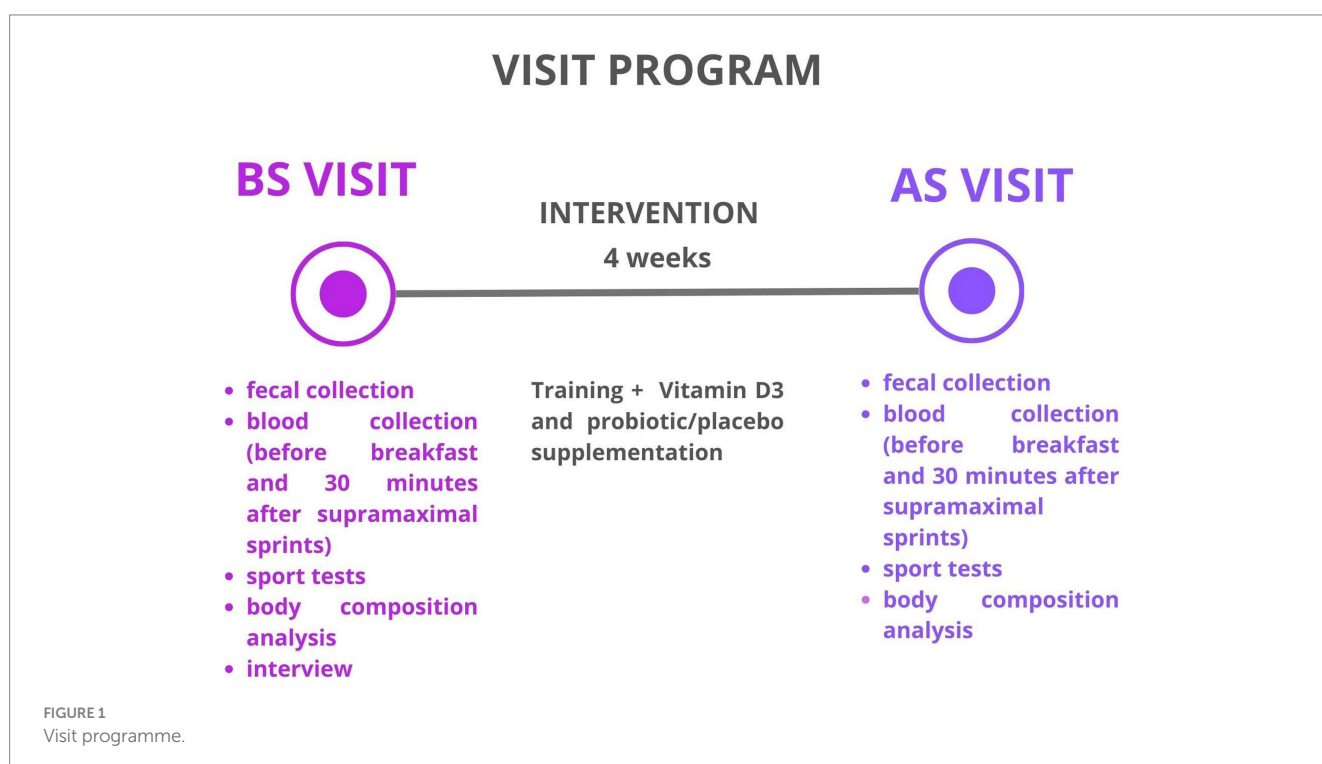 VISIT PROGRAM
BS VISIT
INTERVENTION
4 weeks
AS VISIT
• fecal collection
• blood collection
(before breakfast
and 30 minutes
after supramaximal
sprints)
• sport tests
• body composition
analysis
• interview
Training + Vitamin D3
and probiotic/placebo
supplementation
• fecal collection
• blood collection
(before breakfast
and 30 minutes after
supramaximal
sprints)
• sport tests
• body composition
analysis
FIGURE 1
Visit programme.